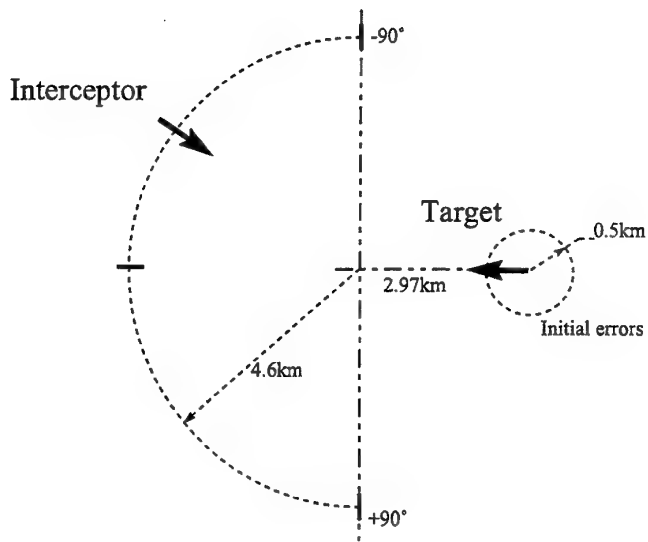 -90°
Interceptor
Target
0.5km
2.97km
Initial errors
4.6km
+90°